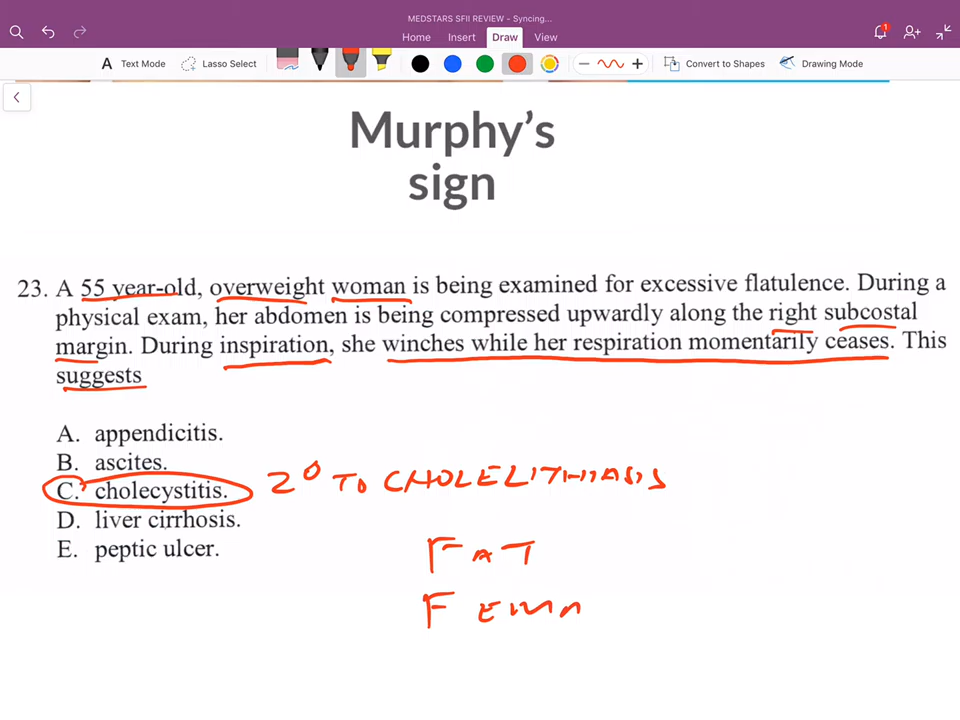 MEDSTARS SFII REVIEW - Syncing...
Home Insert Draw View
1
A Text Mode Lasso Select Convert to Shapes Drawing Mode
Murphy's
sign
23. A 55 year-old, overweight woman is being examined for excessive flatulence. During a
physical exam, her abdomen is being compressed upwardly along the right subcostal
margin. During inspiration, she winches while her respiration momentarily ceases. This
suggests
A. appendicitis.
B. ascites.
C. cholecystitis. 2° TO CHOLELITHIASIS
D. liver cirrhosis.
E. peptic ulcer.
FAT
FEMA